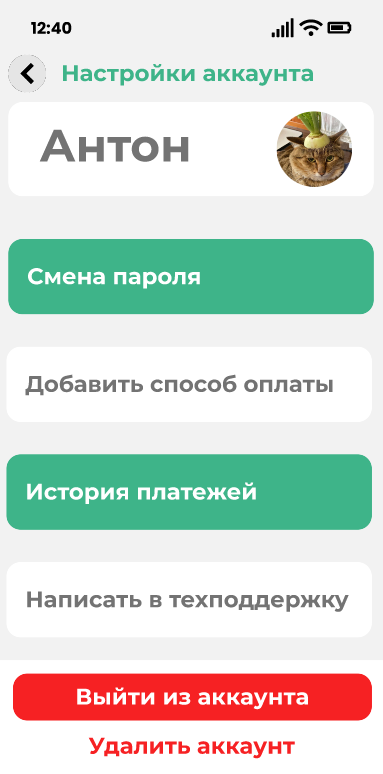 12:40
Настройки аккаунта
Антон
Смена пароля
Добавить способ оплаты
История платежей
Написать в техподдержку
Выйти из аккаунта
Удалить аккаунт